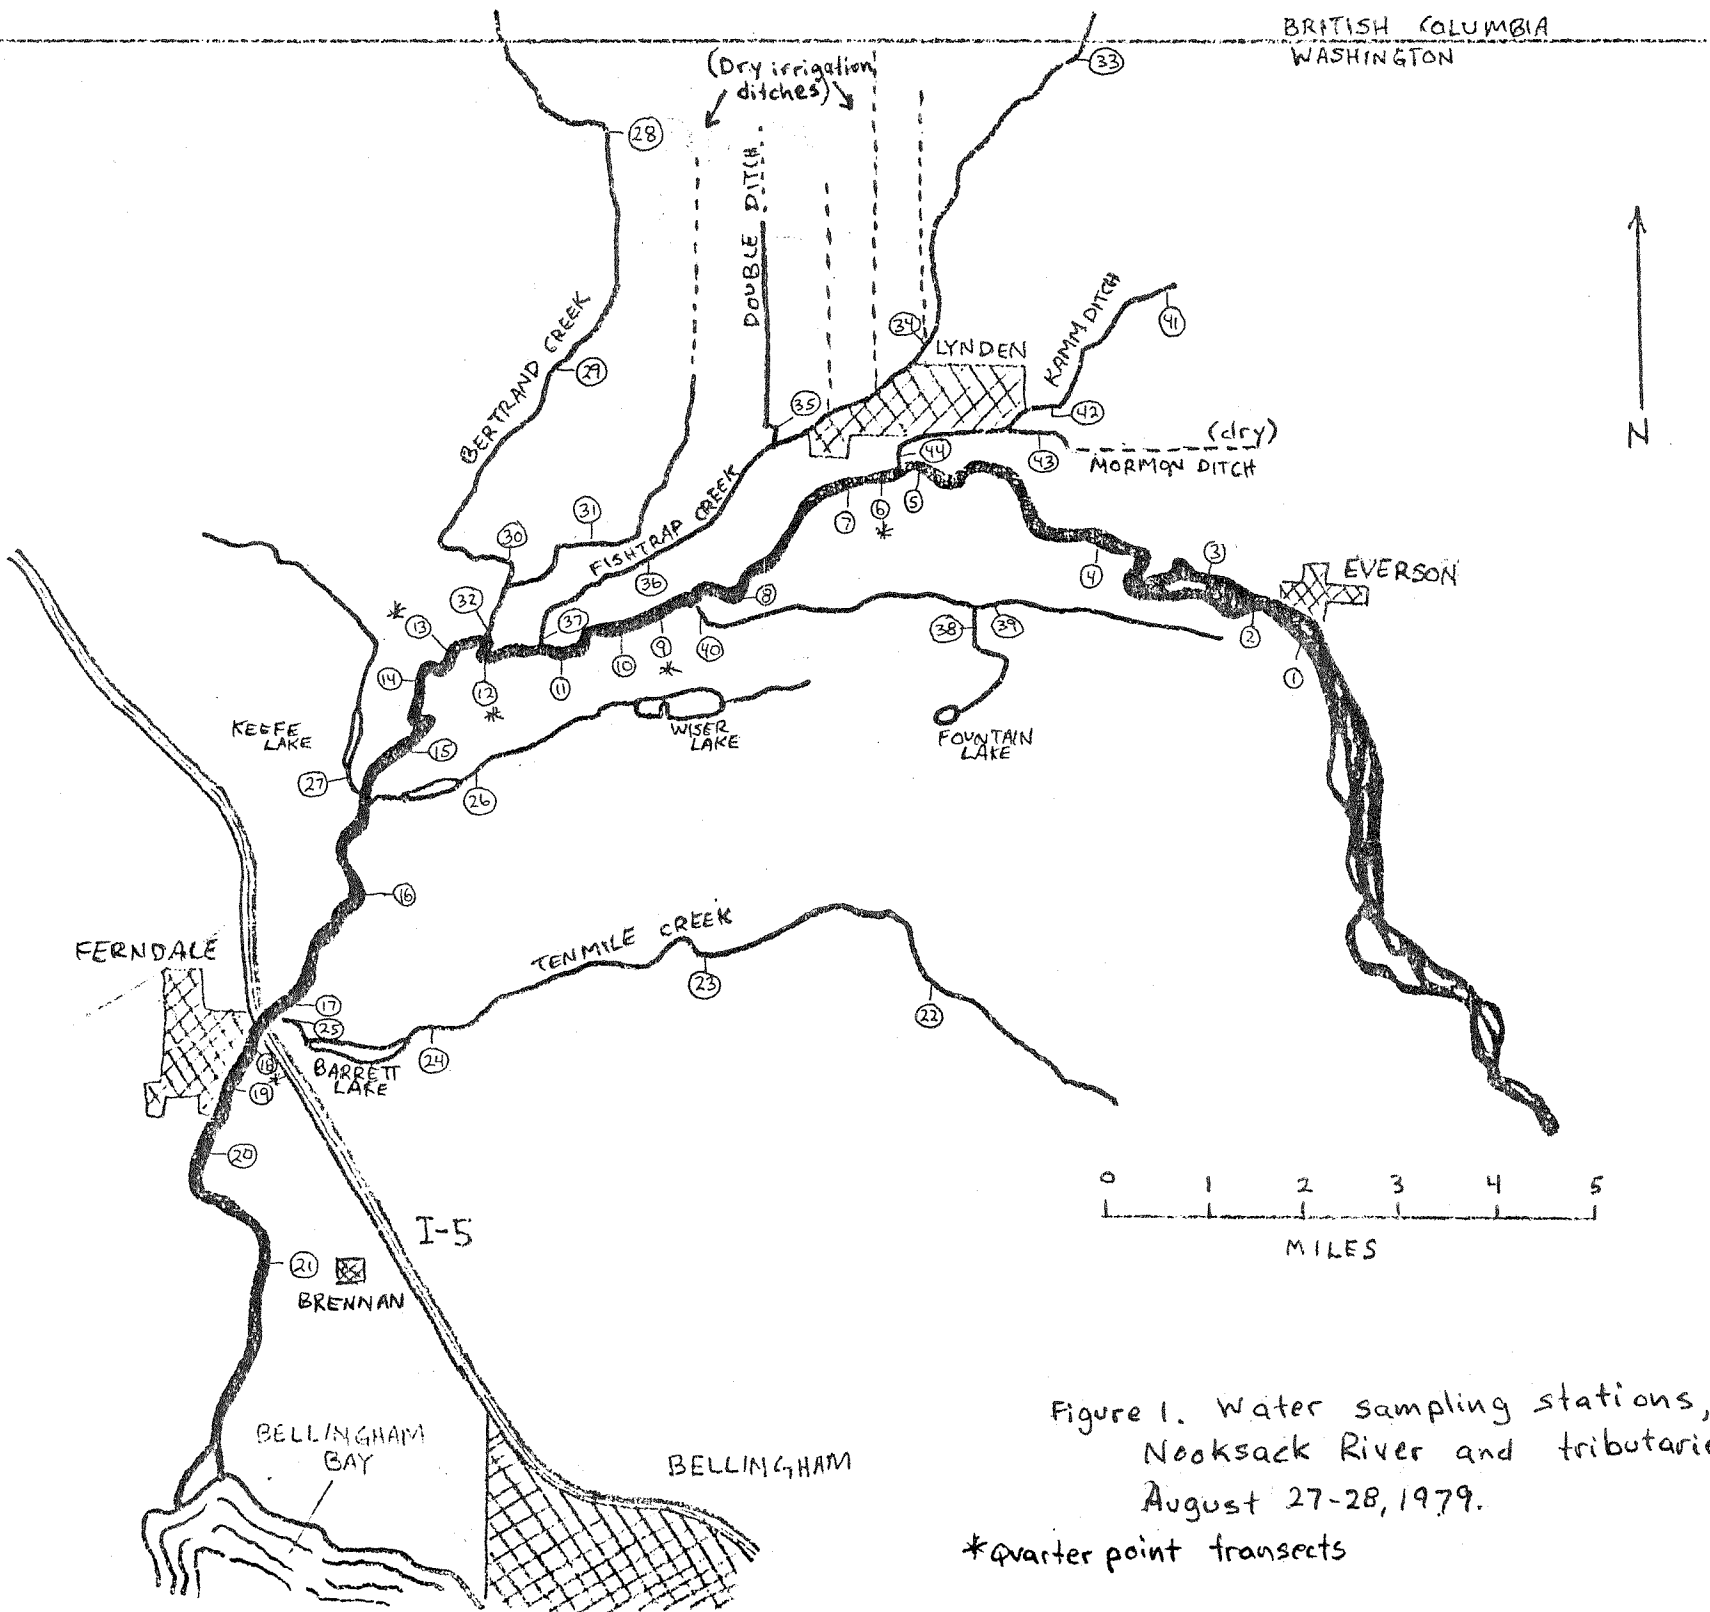 BRITISH COLUMBIA
WASHINGTON
(Dry irrigation
ditches)
33
28
DOUBLE DITCH
BERTRAND CREEK
34
LYNDEN
KAMM DITCH
41
29
35
42
(dry)
MORMON DITCH
43
44
N
31
30
FISHTRAP CREEK
36
7
6
*
5
4
3
EVERSON
2
1
32
*
13
37
8
14
12
*
11
10
9
*
40
38
39
KEEFE
LAKE
15
WISER
LAKE
FOUNTAIN
LAKE
27
26
16
FERNDALE
TENMILE CREEK
23
22
17
25
24
18
*
19
BARRETT
LAKE
20
0 1 2 3 4 5
MILES
I-5
21
BRENNAN
BELLINGHAM
BAY
BELLINGHAM
Figure 1. Water sampling stations,
Nooksack River and tributarie
August 27-28, 1979.
*Quarter point transects